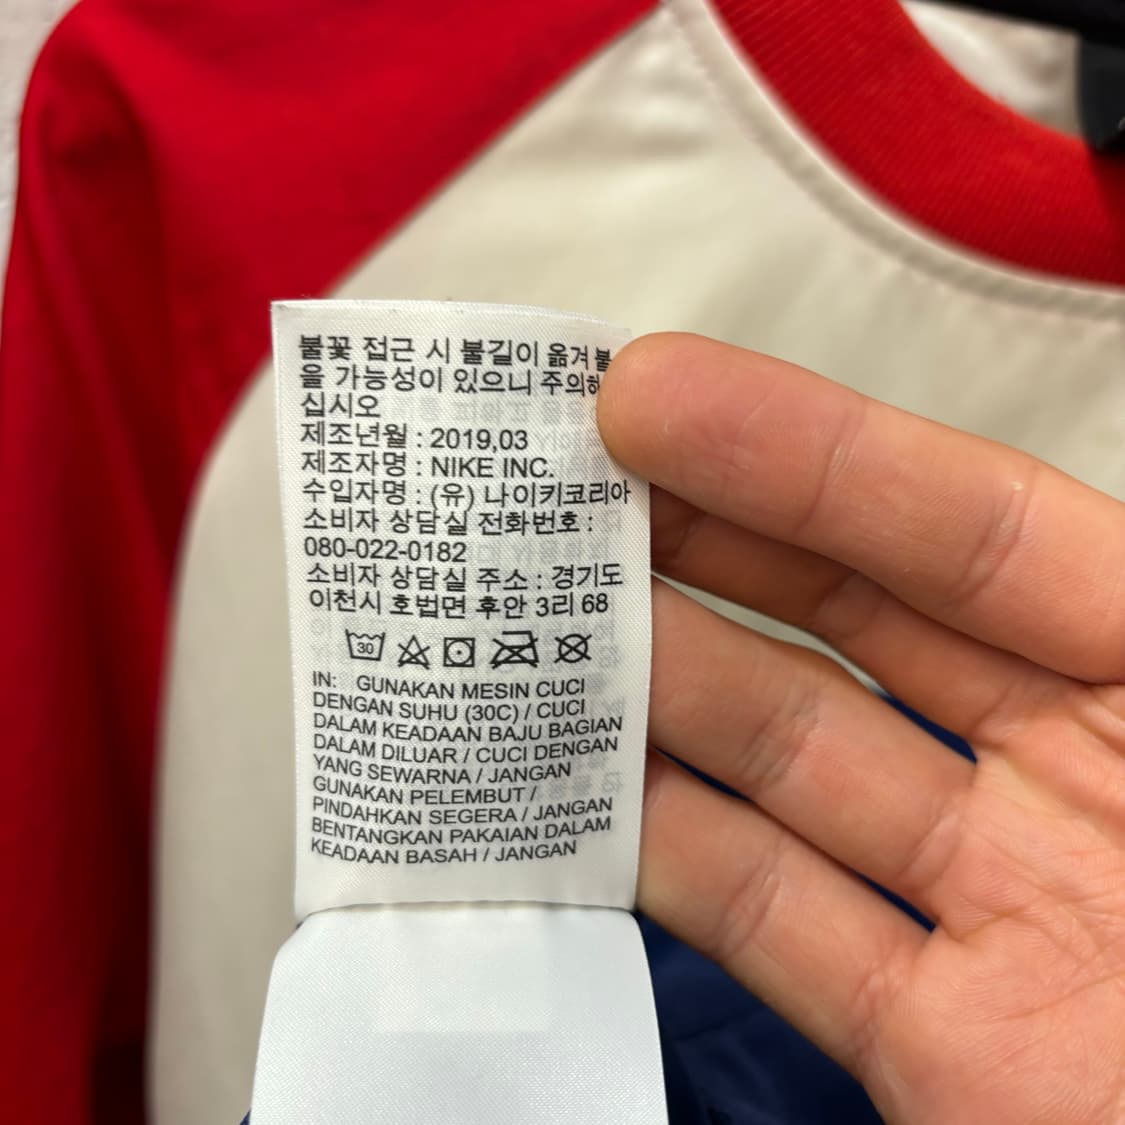 불꽃 접근 시 불길이 옮겨 불
을 가능성이 있으니 주의해
십시오
제조년월 : 2019,03
제조자명 : NIKE INC.
수입자명 : (유) 나이키코리아
소비자 상담실 전화번호 :
080-022-0182
소비자 상담실 주소 : 경기도
이천시 호법면 후안 3리 68
30
IN: GUNAKAN MESIN CUCI
DENGAN SUHU (30C) / CUCI
DALAM KEADAAN BAJU BAGIAN
DALAM DILUAR / CUCI DENGAN
YANG SEWARNA / JANGAN
GUNAKAN PELEMBUT /
PINDAHKAN SEGERA / JANGAN
BENTANGKAN PAKAIAN DALAM
KEADAAN BASAH / JANGAN